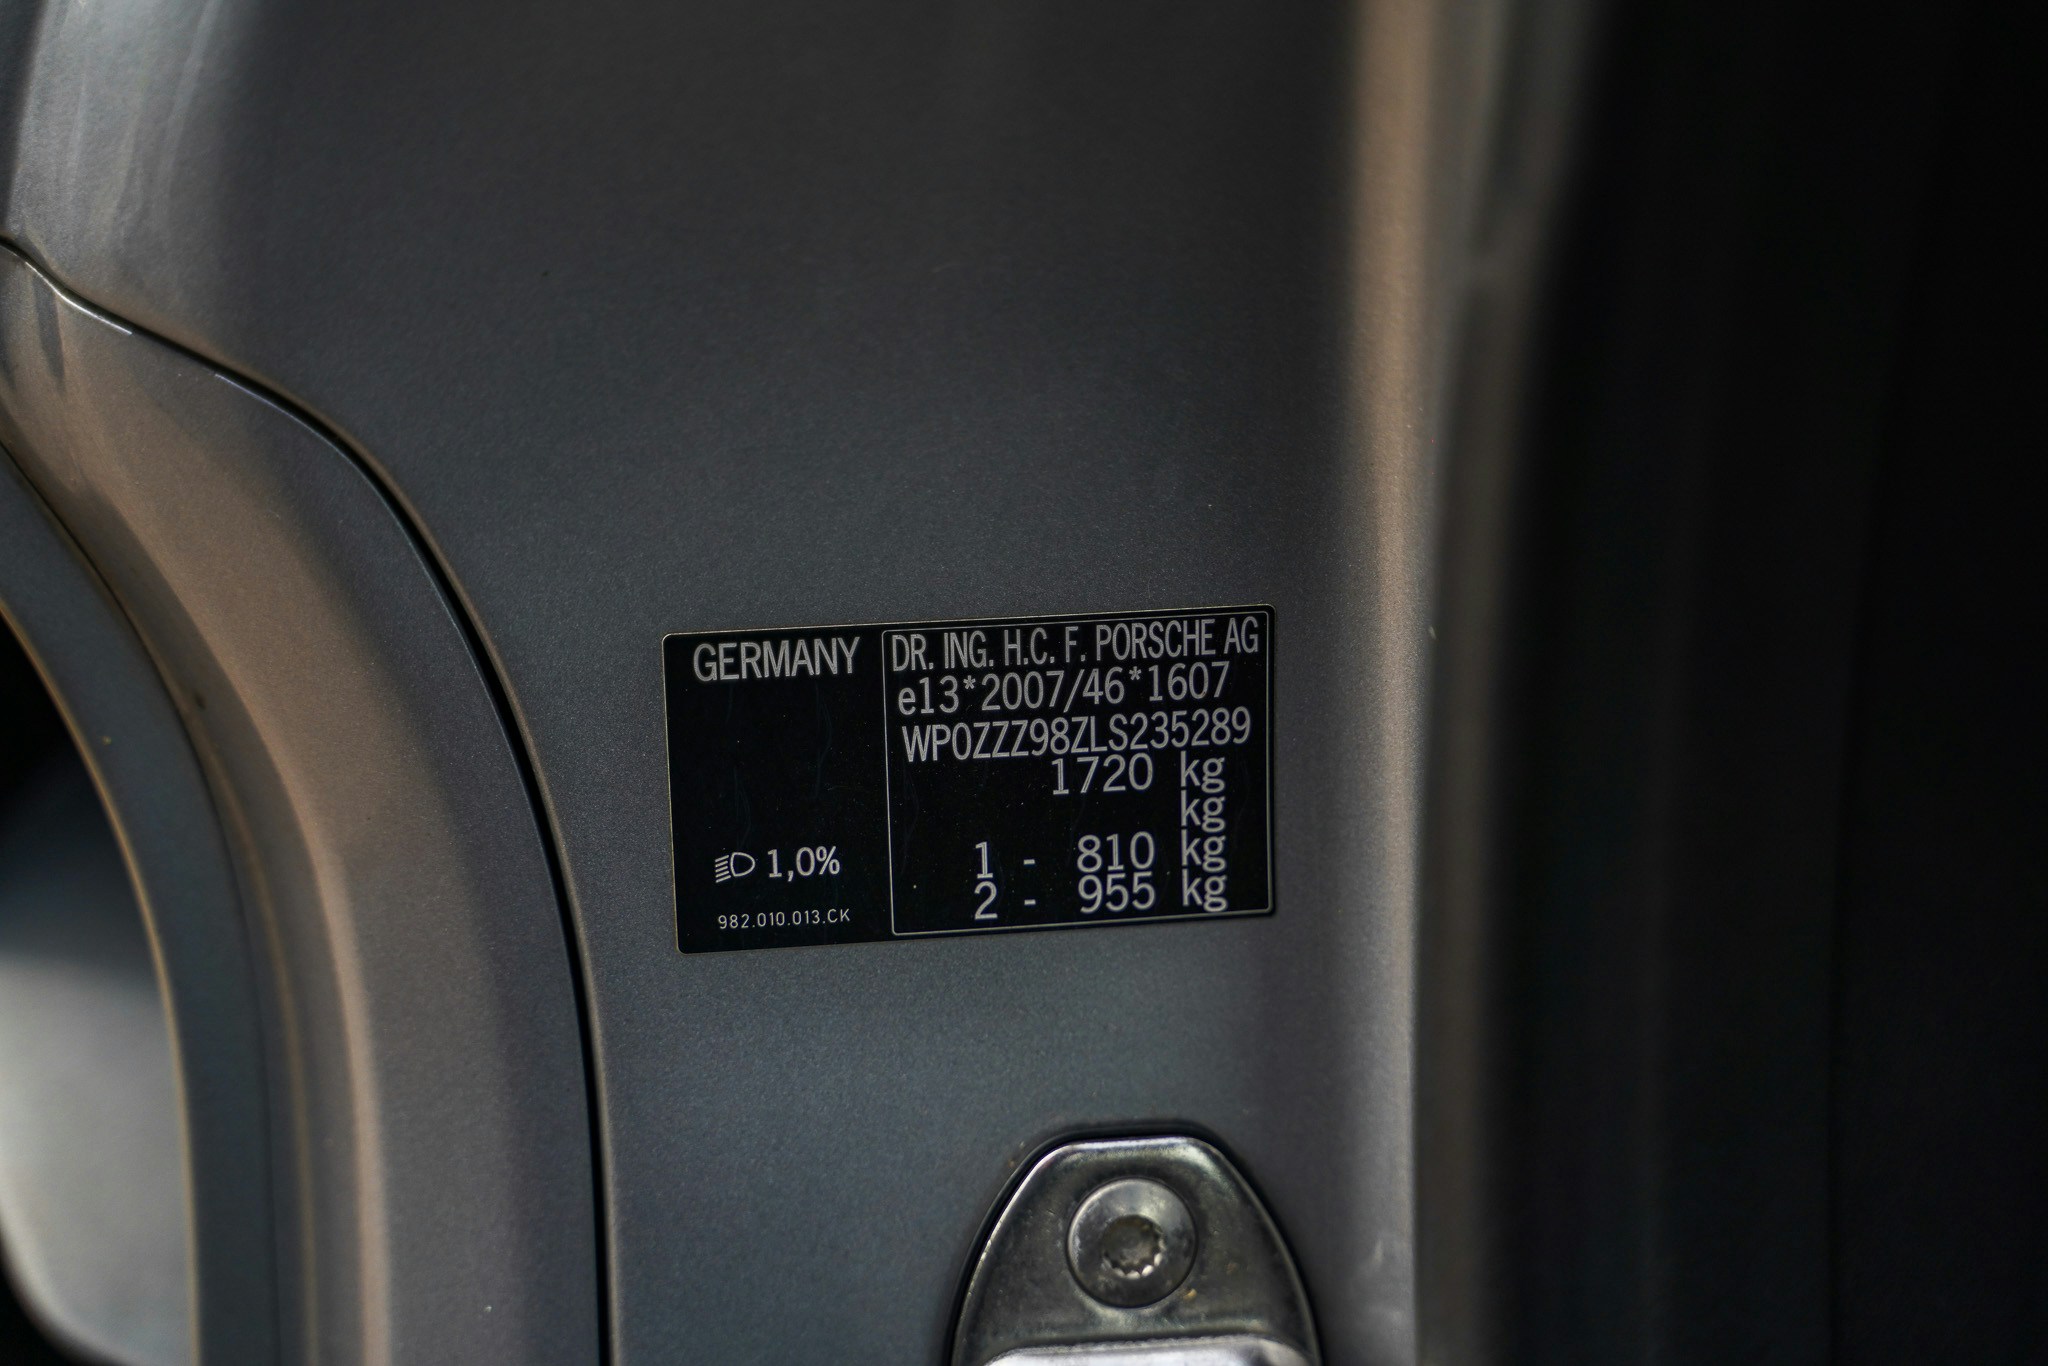 GERMANY
1,0%
982.010.013.CK
DR. ING. H.C. F. PORSCHE AG
e13*2007/46*1607
WP0ZZZ98ZLS235289
1720 kg
kg
1 - 810 kg
2 - 955 kg